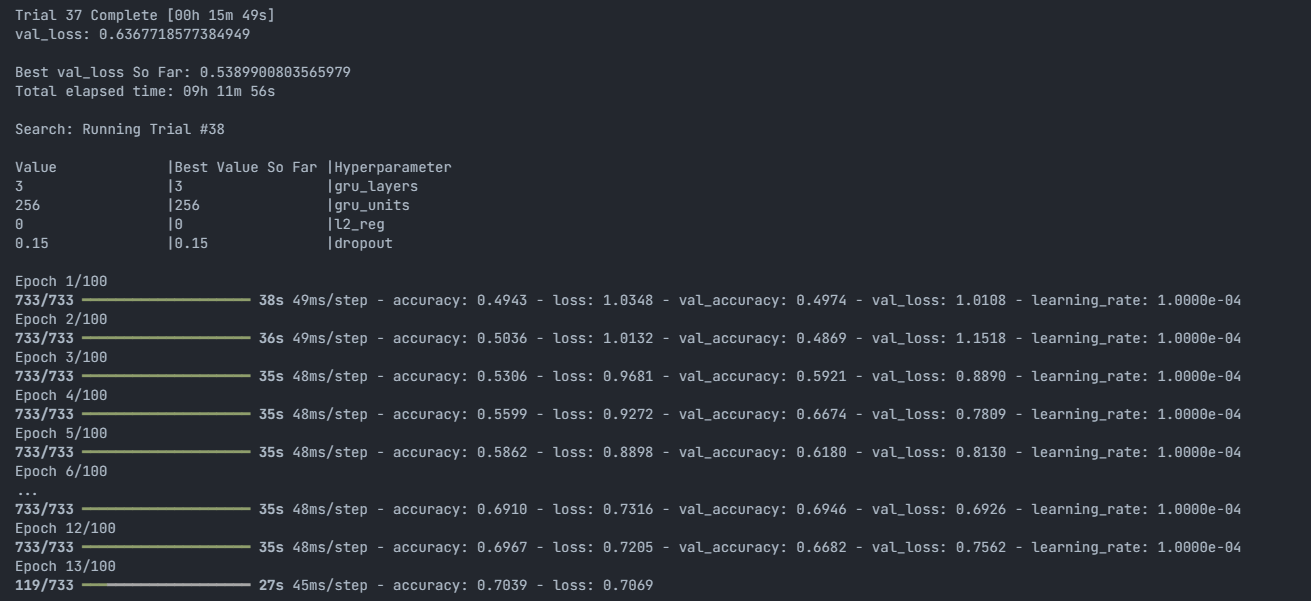 Trial 37 Complete [00h 15m 49s]
val_loss: 0.6367718577384949
Best val_loss So Far: 0.5389900803565979
Total elapsed time: 09h 11m 56s
Search: Running Trial #38
Value |Best Value So Far |Hyperparameter
3 |3 |gru_layers
256 |256 |gru_units
0 |0 |l2_reg
0.15 |0.15 |dropout
Epoch 1/100
733/733 38s 49ms/step - accuracy: 0.4943 - loss: 1.0348 - val_accuracy: 0.4974 - val_loss: 1.0108 - learning_rate: 1.0000e-04
Epoch 2/100
733/733 36s 49ms/step - accuracy: 0.5036 - loss: 1.0132 - val_accuracy: 0.4869 - val_loss: 1.1518 - learning_rate: 1.0000e-04
Epoch 3/100
733/733 35s 48ms/step - accuracy: 0.5306 - loss: 0.9681 - val_accuracy: 0.5921 - val_loss: 0.8890 - learning_rate: 1.0000e-04
Epoch 4/100
733/733 35s 48ms/step - accuracy: 0.5599 - loss: 0.9272 - val_accuracy: 0.6674 - val_loss: 0.7809 - learning_rate: 1.0000e-04
Epoch 5/100
733/733 35s 48ms/step - accuracy: 0.5862 - loss: 0.8898 - val_accuracy: 0.6180 - val_loss: 0.8130 - learning_rate: 1.0000e-04
Epoch 6/100
...
733/733 35s 48ms/step - accuracy: 0.6910 - loss: 0.7316 - val_accuracy: 0.6946 - val_loss: 0.6926 - learning_rate: 1.0000e-04
Epoch 12/100
733/733 35s 48ms/step - accuracy: 0.6967 - loss: 0.7205 - val_accuracy: 0.6682 - val_loss: 0.7562 - learning_rate: 1.0000e-04
Epoch 13/100
119/733 27s 45ms/step - accuracy: 0.7039 - loss: 0.7069